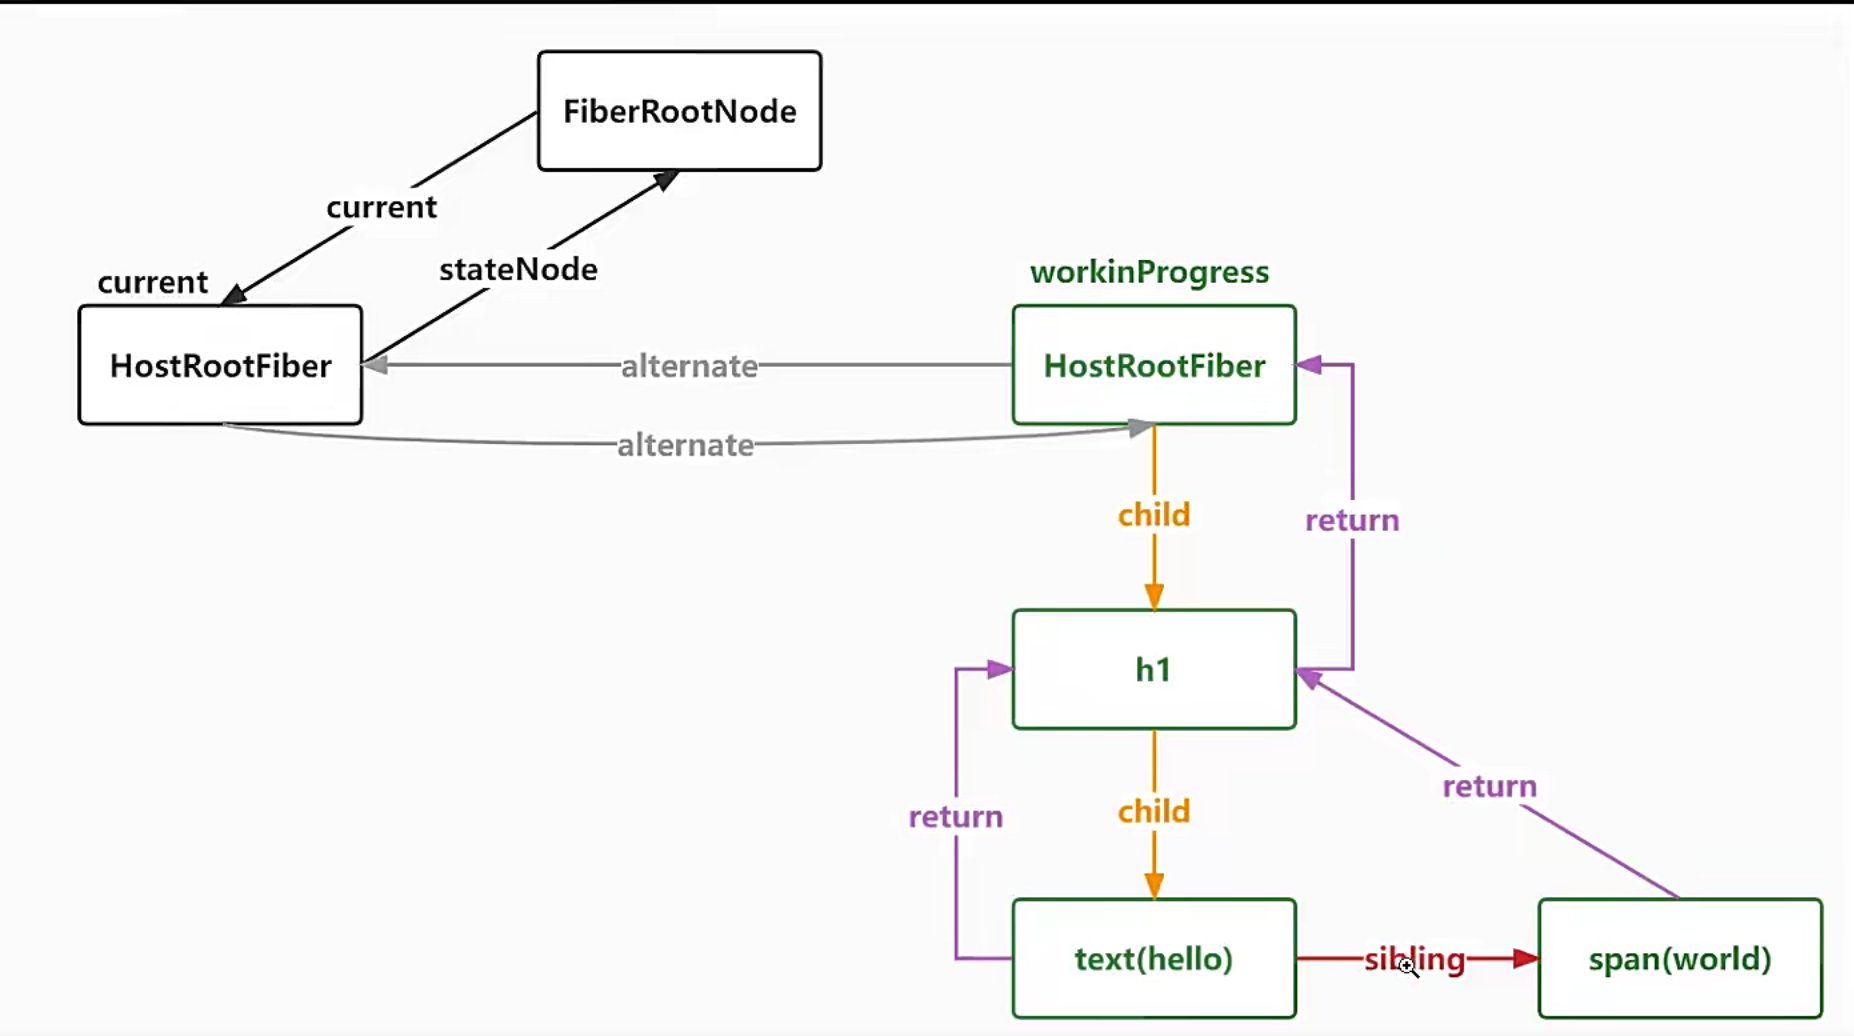 FiberRootNode
current
stateNode
current
HostRootFiber
workinProgress
HostRootFiber
alternate
alternate
child
return
h1
return
child
return
text(hello)
sibling
span(world)